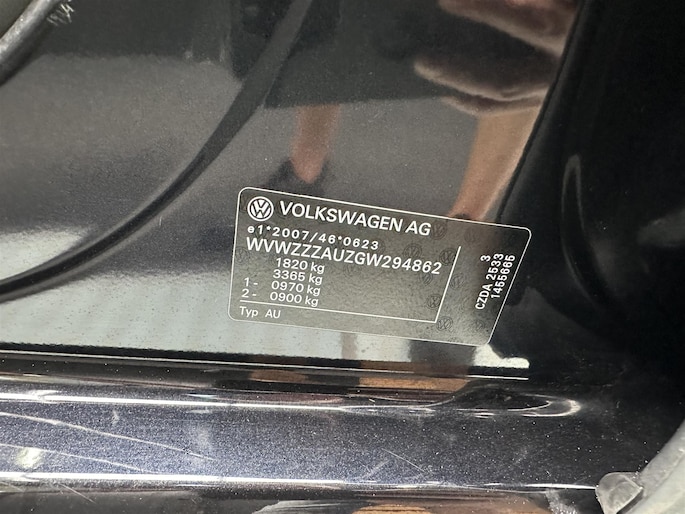 VOLKSWAGEN AG
e1*2007/46*0623
WVWZZZAUZGW294862
1820 kg
3365 kg
1- 0970 kg
2- 0900 kg
Typ AU
3
CZDA 2533
1455665